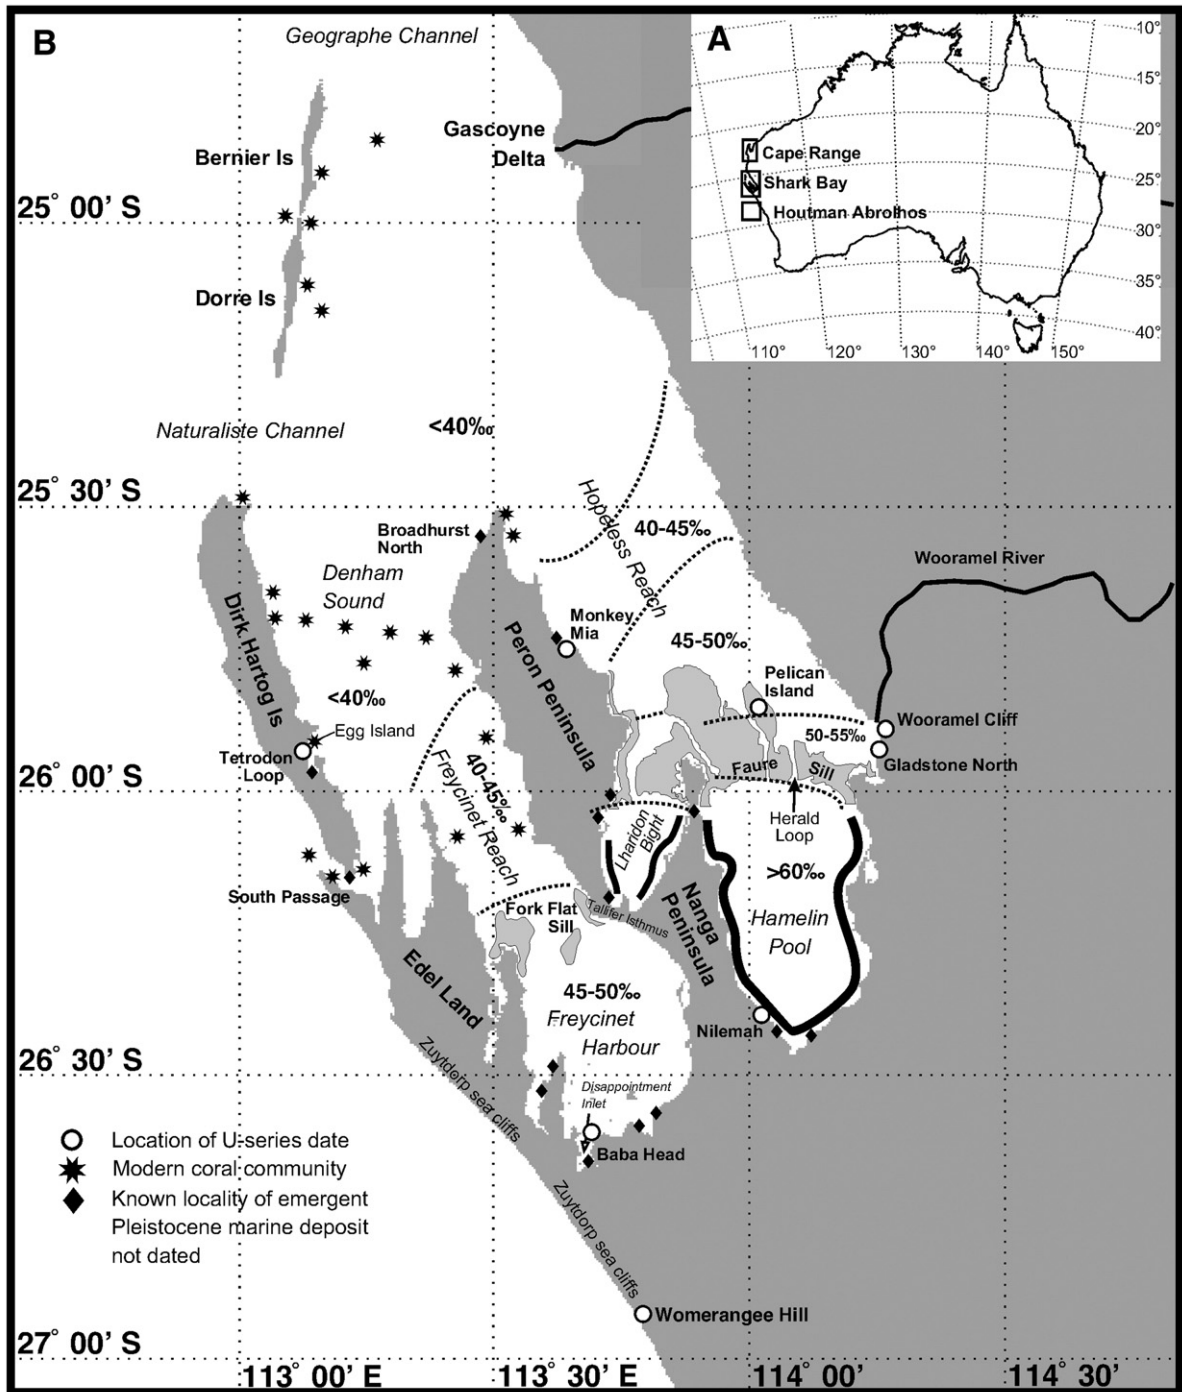 B
Geographe Channel
A
10°
15°
20°
25°
30°
35°
40°
Cape Range
Shark Bay
Houtman Abrolhos
110°
120°
130°
140°
150°
Gascoyne
Delta
Bernier Is
25° 00' S
Dorre Is
Naturaliste Channel
<40‰
25° 30' S
Hopeless Reach
Broadhurst
North
40-45‰
Wooramel River
Denham
Sound
Dirk Hartog Is
Peron Peninsula
Monkey
Mia
45-50‰
Pelican
Island
<40‰
Egg Island
Wooramel Cliff
50-55‰
Tetrodon
Loop
Gladstone North
Faure
Sill
26° 00' S
40-45‰
Freycinet Reach
Lharidon
Bight
Herald
Loop
>60‰
South Passage
Fork Flat
Sill
Taillifer Isthmus
Nanga
Peninsula
Hamelin
Pool
Edel Land
45-50‰
Freycinet
Harbour
Nilemah
26° 30' S
Zuytdorp sea cliffs
Disappointment
Inlet
Baba Head
Location of U-series date
Modern coral community
Known locality of emergent
Pleistocene marine deposit
not dated
Zuytdorp sea cliffs
Womerangee Hill
27° 00' S
113° 00' E
113° 30' E
114° 00'
114° 30'